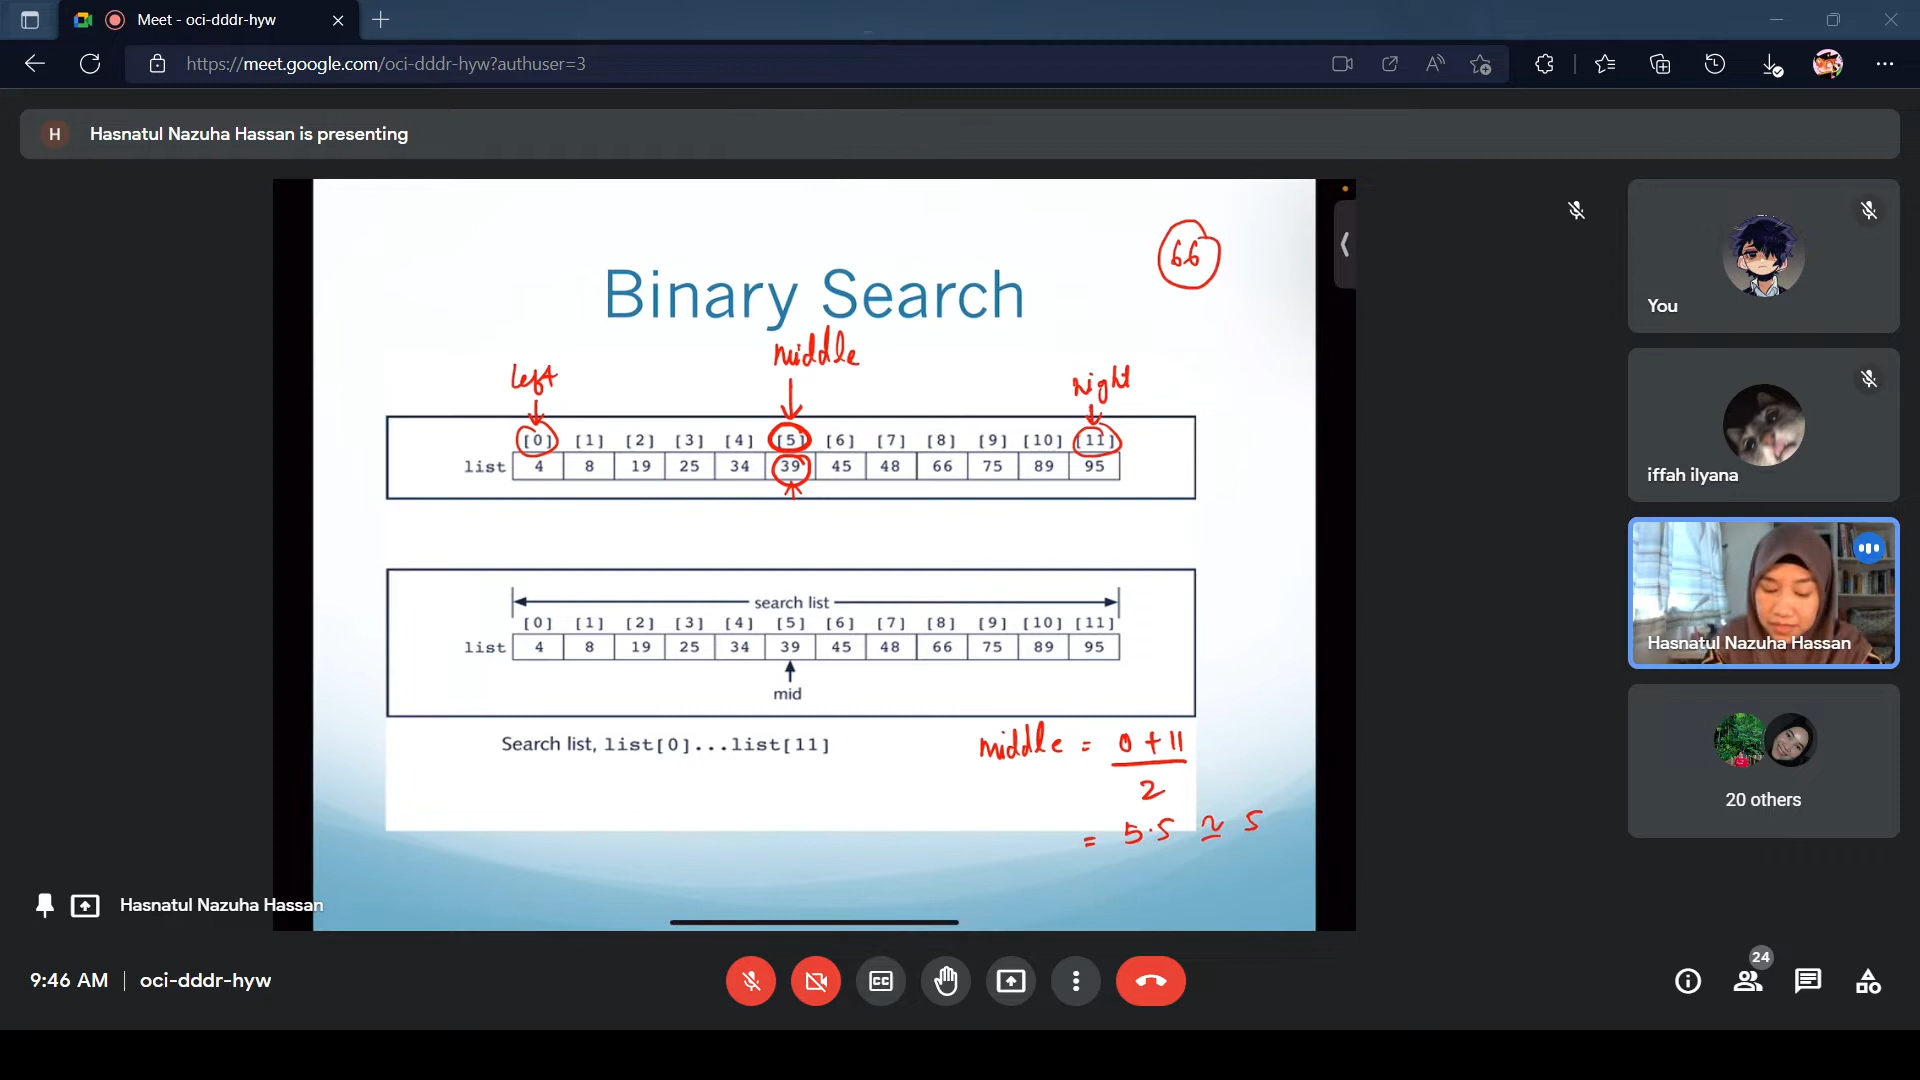 Meet - oci-dddr-hyw
https://meet.google.com/oci-dddr-hyw?authuser=3
H Hasnatul Nazuha Hassan is presenting
66
Binary Search
middle
left right
[0] [1] [2] [3] [4] [5] [6] [7] [8] [9] [10] [11]
list 4 8 19 25 34 39 45 48 66 75 89 95
search list
[0] [1] [2] [3] [4] [5] [6] [7] [8] [9] [10] [11]
list 4 8 19 25 34 39 45 48 66 75 89 95
mid
Search list, list[0]...list[11]
middle = 0 + 11
2
= 5.5 ≃ 5
You
iffah ilyana
Hasnatul Nazuha Hassan
20 others
Hasnatul Nazuha Hassan
9:46 AM | oci-dddr-hyw
CC
24